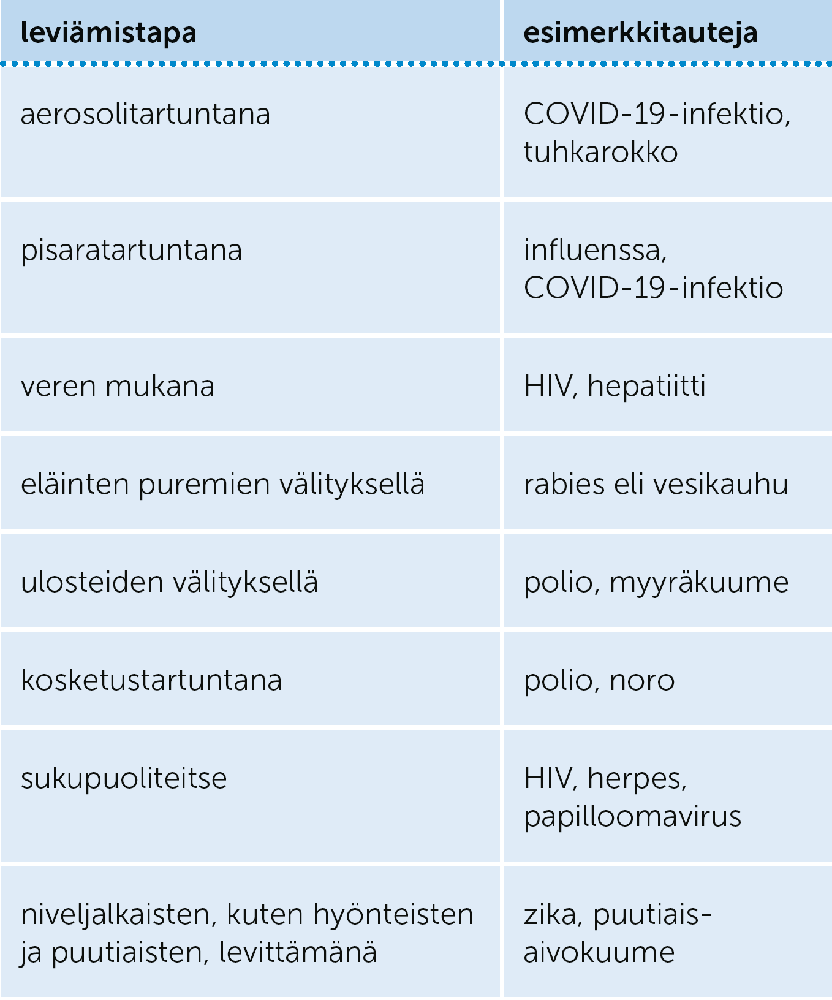 leviämistapa
esimerkkitauteja
aerosolitartuntana
COVID-19-infektio,
tuhkarokko
pisaratartuntana
influenssa,
COVID-19-infektio
veren mukana
HIV, hepatiitti
eläinten puremien välityksellä
rabies eli vesikauhu
ulosteiden välityksellä
polio, myyräkuume
kosketustartuntana
polio, noro
sukupuoliteitse
HIV, herpes,
papilloomavirus
niveljalkaisten, kuten hyönteisten
ja puutiaisten, levittämänä
zika, puutiais-
aivokuume